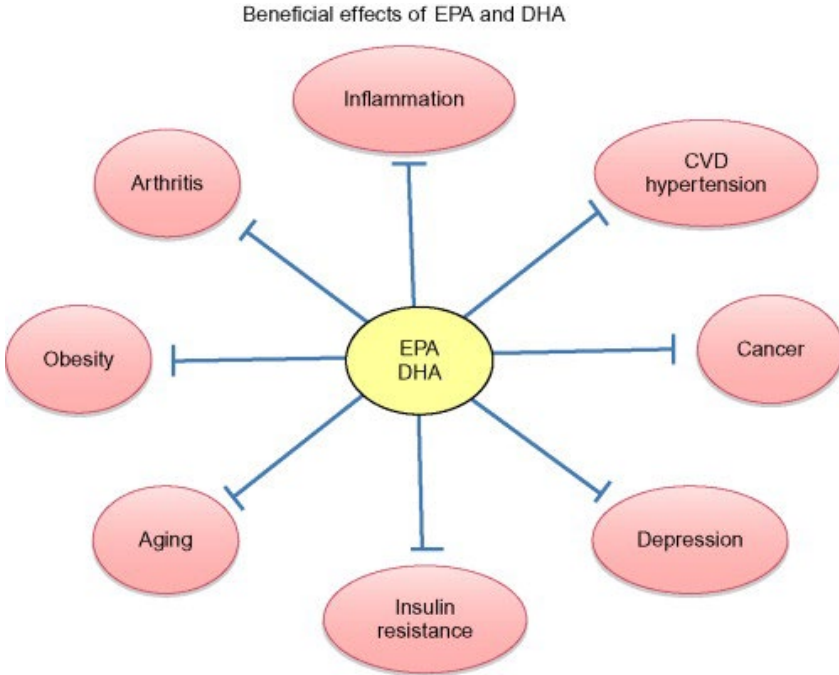 Beneficial effects of EPA and DHA
Inflammation
CVD
hypertension
Arthritis
EPA
DHA
Obesity
Cancer
Aging
Depression
Insulin
resistance